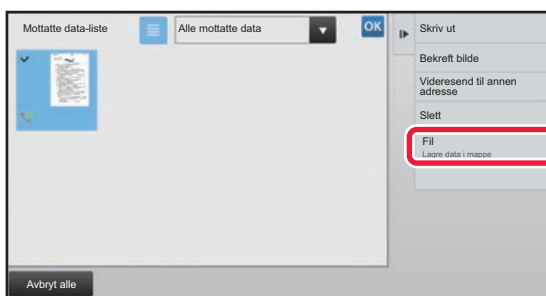 Mottatte data-liste
Alle mottatte data
OK
Skriv ut
Bekreft bilde
Videresend til annen
adresse
Slett
Fil
Lagre data i mappe
Avbryt alle